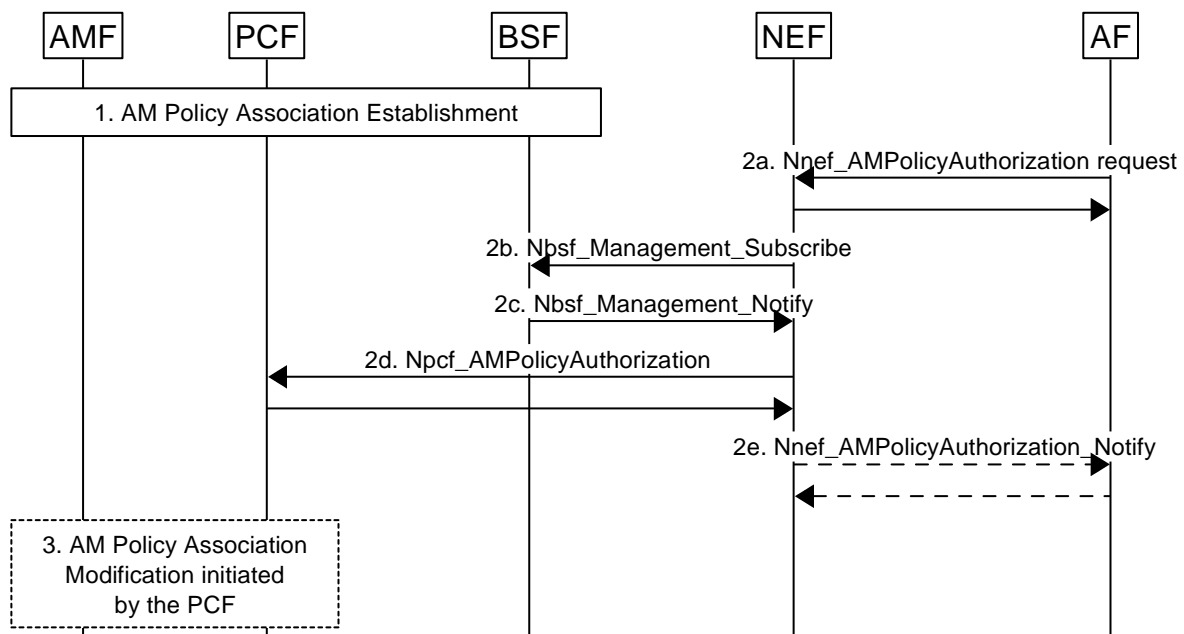 AMF
PCF
BSF
NEF
AF
1. AM Policy Association Establishment
2a. Nnef_AMPolicyAuthorization request
2b. Nbsf_Management_Subscribe
2c. Nbsf_Management_Notify
2d. Npcf_AMPolicyAuthorization
2e. Nnef_AMPolicyAuthorization_Notify
3. AM Policy Association
Modification initiated
by the PCF